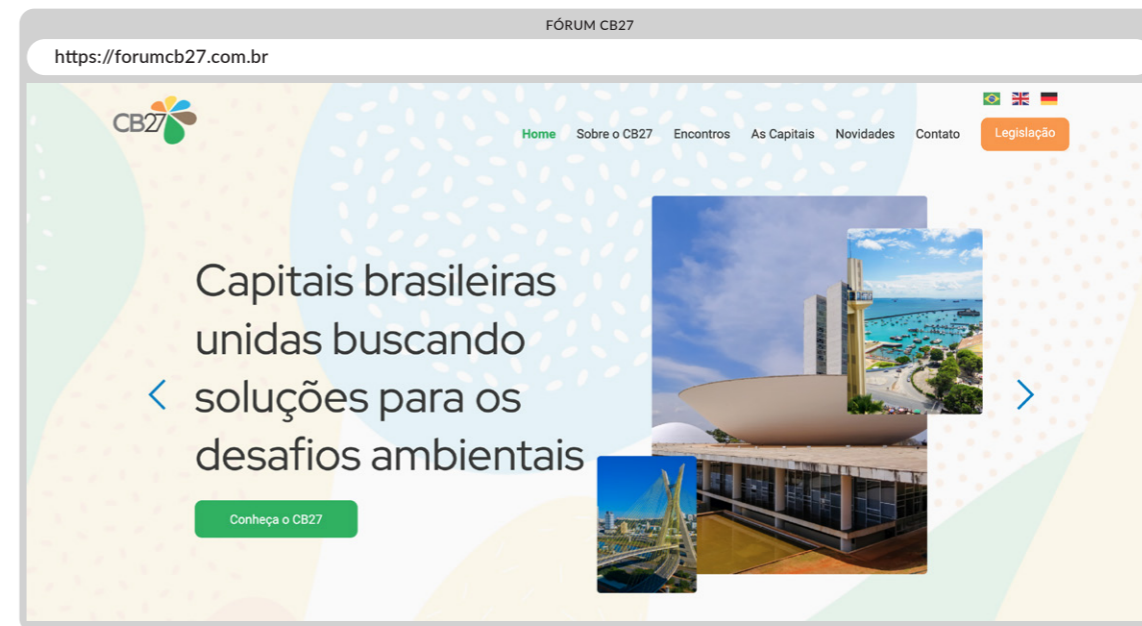 FÓRUM CB27
https://forumcb27.com.br
CB27
Home Sobre o CB27 Encontros As Capitais Novidades Contato Legislação
Capitais brasileiras
unidas buscando
soluções para os
desafios ambientais
Conheça o CB27